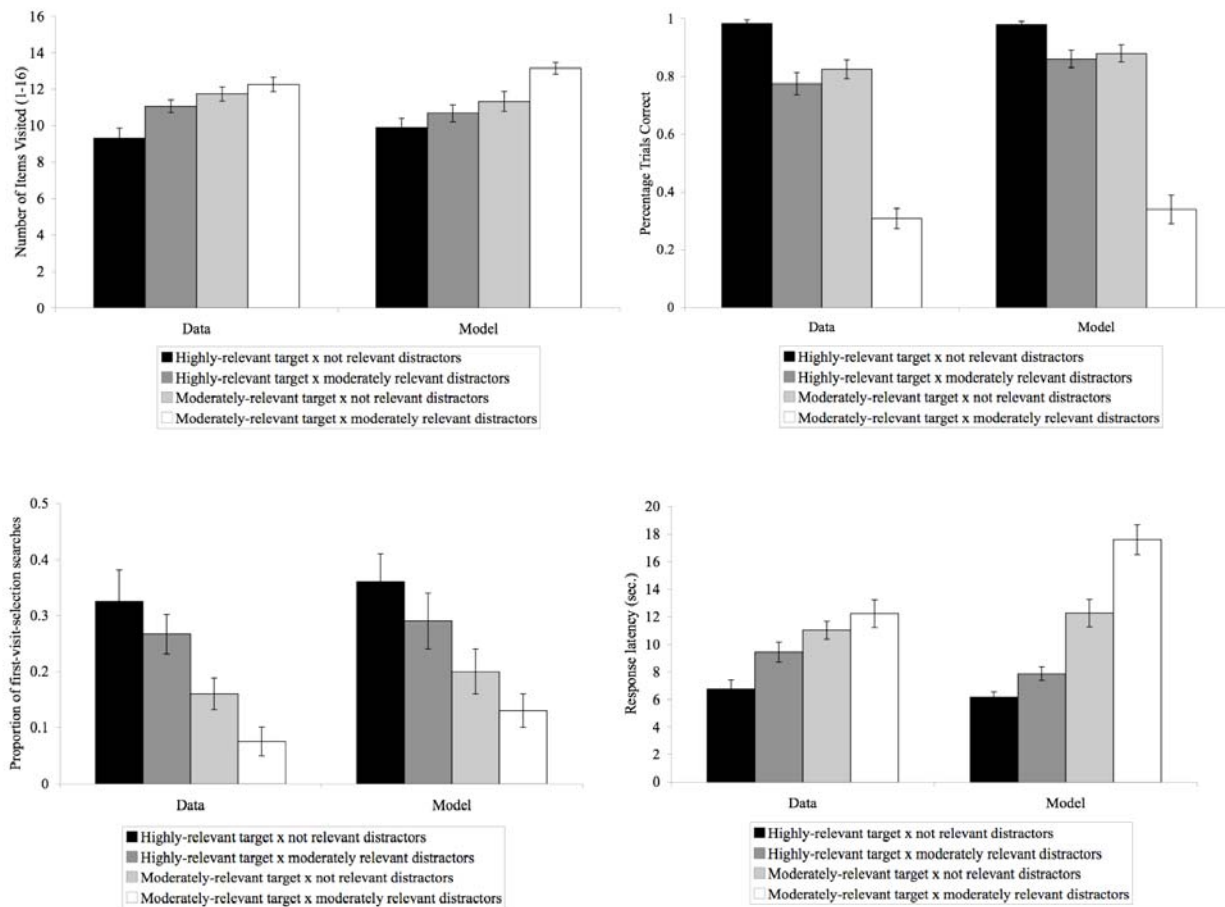 Number of Items Visited (1-16)
16
14
12
10
8
6
4
2
0
Data
Model
Highly-relevant target x not relevant distractors
Highly-relevant target x moderately relevant distractors
Moderately-relevant target x not relevant distractors
Moderately-relevant target x moderately relevant distractors
Percentage Trials Correct
1
0.8
0.6
0.4
0.2
0
Data
Model
Highly-relevant target x not relevant distractors
Highly-relevant target x moderately relevant distractors
Moderately-relevant target x not relevant distractors
Moderately-relevant target x moderately relevant distractors
Proportion of first-visit-selection searches
0.5
0.4
0.3
0.2
0.1
0
Data
Model
Highly-relevant target x not relevant distractors
Highly-relevant target x moderately relevant distractors
Moderately-relevant target x not relevant distractors
Moderately-relevant target x moderately relevant distractors
Response latency (sec.)
20
18
16
14
12
10
8
6
4
2
0
Data
Model
Highly-relevant target x not relevant distractors
Highly-relevant target x moderately relevant distractors
Moderately-relevant target x not relevant distractors
Moderately-relevant target x moderately relevant distractors